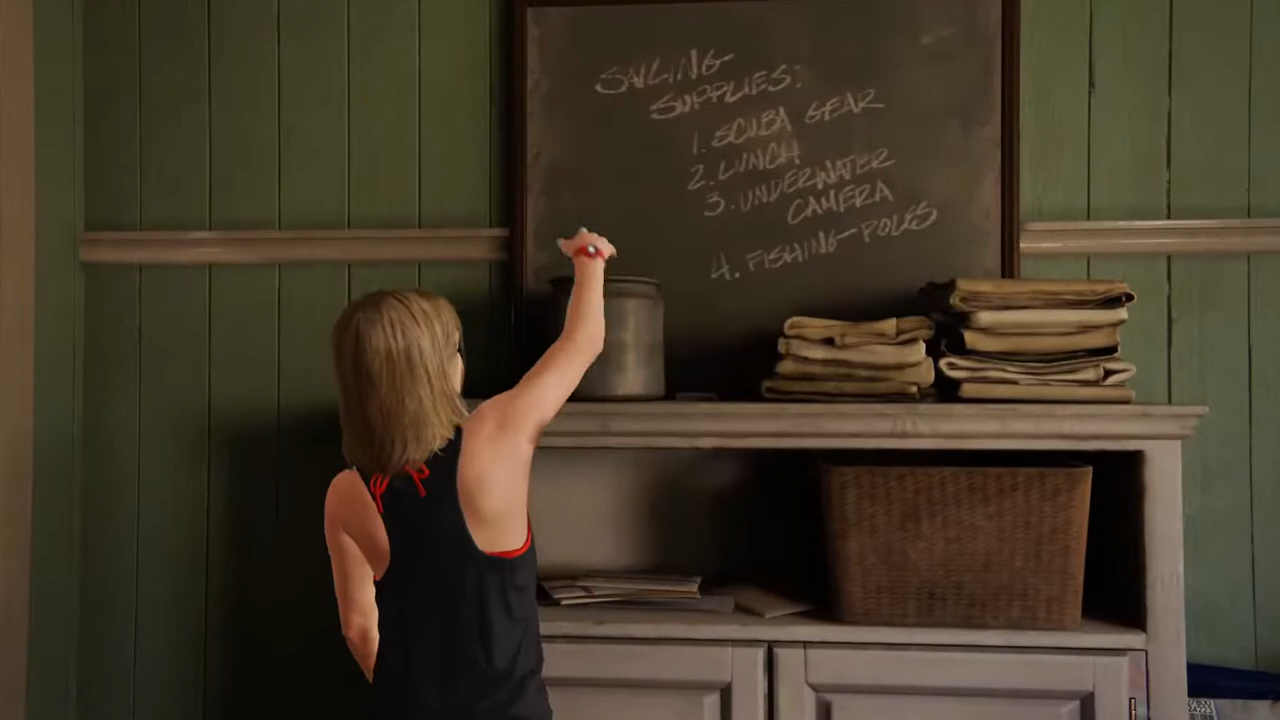 SAILING
SUPPLIES:
1. SCUBA GEAR
2. LUNCH
3. UNDERWATER
CAMERA
4. FISHING-POLES